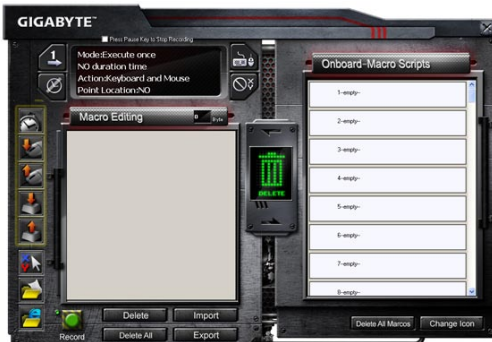 GIGABYTE™
Press Pause Key to Stop Recording
1
Mode:Execute once
NO duration time
Action:Keyboard and Mouse
Point Location:NO
Onboard-Macro Scripts
Macro Editing
0 Byte
1-empty-
2-empty-
3-empty-
4-empty-
5-empty-
6-empty-
7-empty-
8-empty-
DELETE
Delete
Import
Record
Delete All
Export
Delete All Marcos
Change Icon